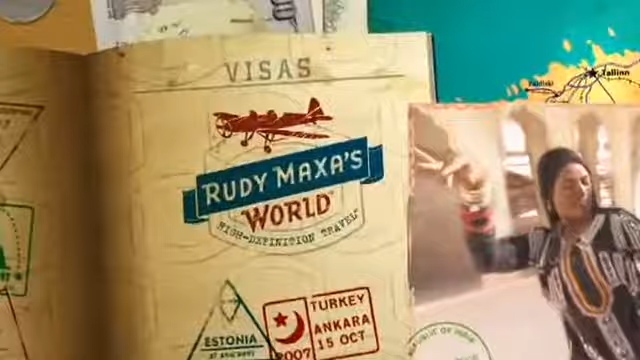 VISAS
RUDY MAXA'S
WORLD
HIGH-DEFINITION TRAVEL
Tallinn
ESTONIA
TURKEY
ANKARA
15 OCT
2007